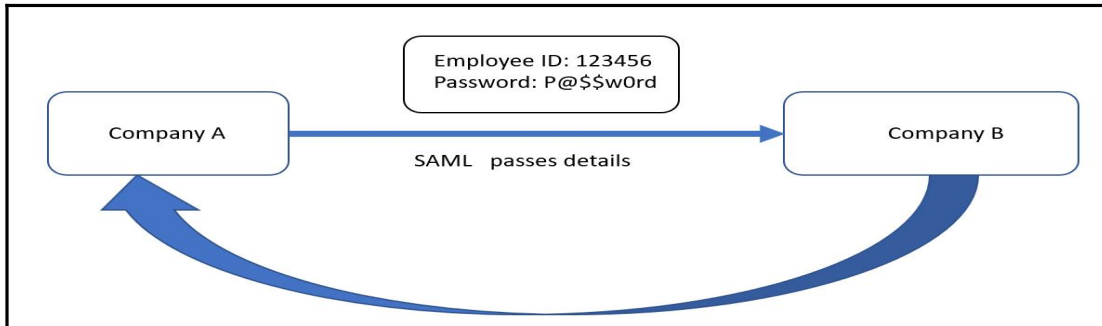 Employee ID: 123456
Password: P@$$w0rd
Company A
Company B
SAML passes details